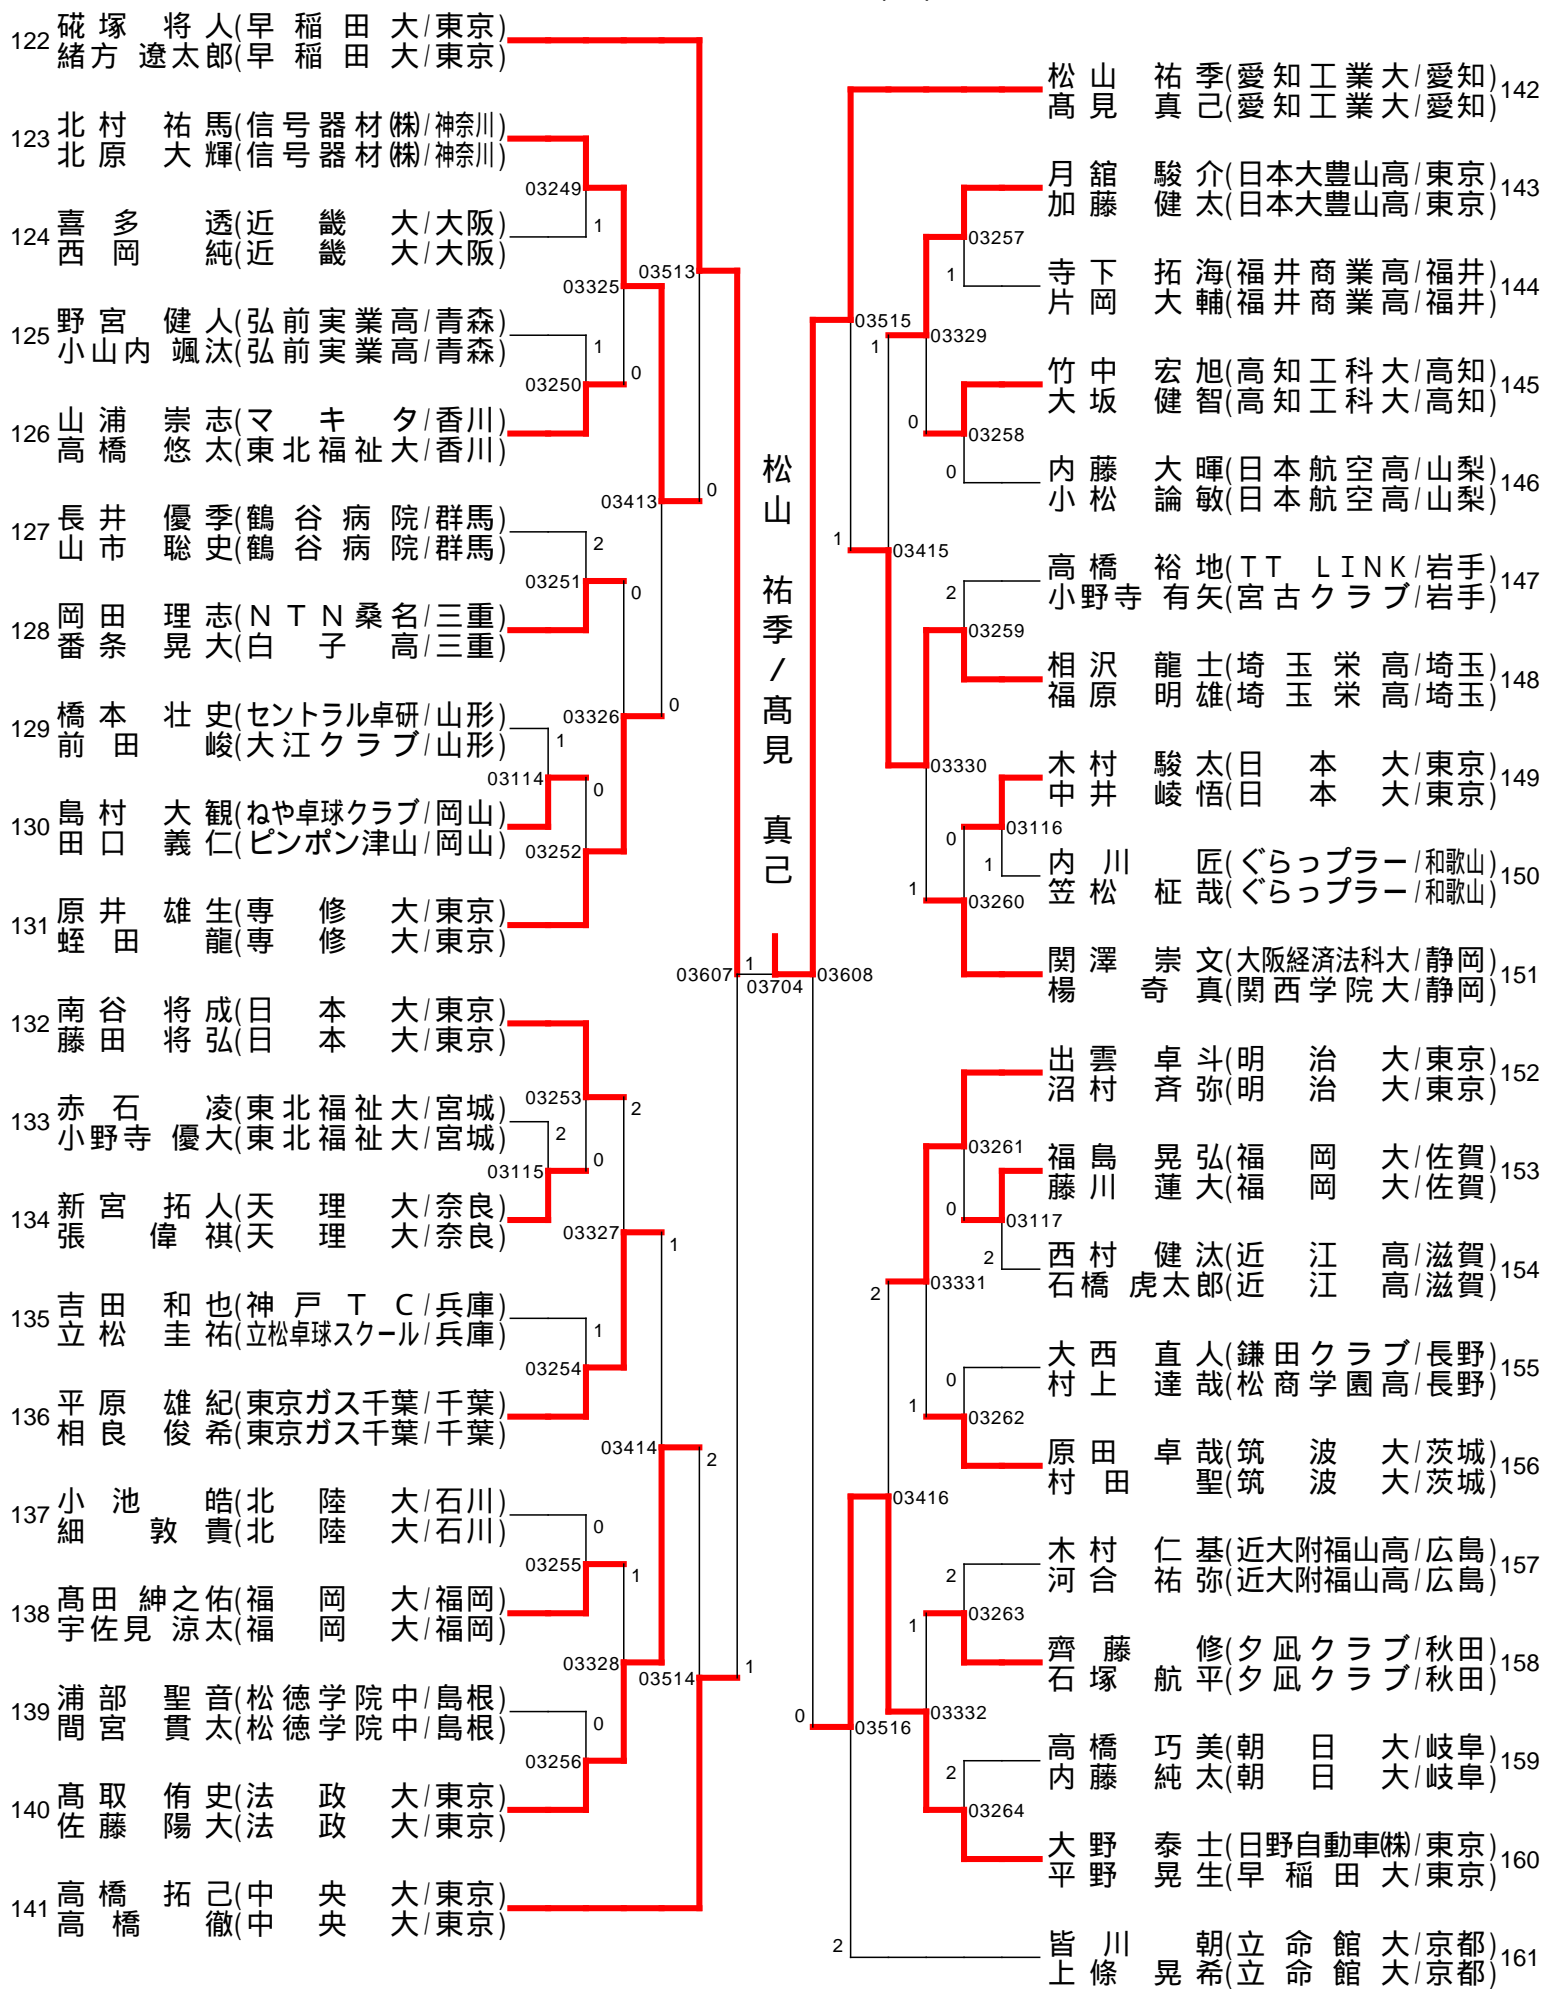 122 硴塚 将人(早稲田大/東京)
緒方 遼太郎(早稲田大/東京)
123 北村 祐馬(信号器材㈱/神奈川)
北原 大輝(信号器材㈱/神奈川)
124 喜多 透(近畿大/大阪)
西岡 純(近畿大/大阪)
125 野宮 健人(弘前実業高/青森)
小山内 颯汰(弘前実業高/青森)
126 山浦 崇志(マキタ/香川)
高橋 悠太(東北福祉大/香川)
127 長井 優季(鶴谷病院/群馬)
山市 聡史(鶴谷病院/群馬)
128 岡田 理志(NTN桑名/三重)
番条 晃大(白子高/三重)
129 橋本 壮史(セントラル卓研/山形)
前田 峻(大江クラブ/山形)
130 島村 大観(ねや卓球クラブ/岡山)
田口 義仁(ピンポン津山/岡山)
131 原井 雄生(専修大/東京)
蛭田 龍(専修大/東京)
132 南谷 将成(日本大/東京)
藤田 将弘(日本大/東京)
133 赤石 凌(東北福祉大/宮城)
小野寺 優大(東北福祉大/宮城)
134 新宮 拓人(天理大/奈良)
張 偉祺(天理大/奈良)
135 吉田 和也(神戸TC/兵庫)
立松 圭祐(立松卓球スクール/兵庫)
136 平原 雄紀(東京ガス千葉/千葉)
相良 俊希(東京ガス千葉/千葉)
137 小池 皓(北陸大/石川)
細 敦貴(北陸大/石川)
138 髙田 紳之佑(福岡大/福岡)
宇佐見 涼太(福岡大/福岡)
139 浦部 聖音(松徳学院中/島根)
間宮 貫太(松徳学院中/島根)
140 髙取 侑史(法政大/東京)
佐藤 陽大(法政大/東京)
141 高橋 拓己(中央大/東京)
高橋 徹(中央大/東京)
03249
1
03325
03250
1
0
03513
03413
0
03251
2
0
03326
0
03114
1
0
03252
03253
2
03115
2
0
03327
1
03254
1
03414
2
03255
0
1
03328
03514
1
03256
0
03607
1
03704
03608
松山 祐季/髙見 真己
松山 祐季(愛知工業大/愛知) 142
髙見 真己(愛知工業大/愛知)
月舘 駿介(日本大豊山高/東京) 143
加藤 健太(日本大豊山高/東京)
寺下 拓海(福井商業高/福井) 144
片岡 大輔(福井商業高/福井)
竹中 宏旭(高知工科大/高知) 145
大坂 健智(高知工科大/高知)
内藤 大暉(日本航空高/山梨) 146
小松 論敏(日本航空高/山梨)
高橋 裕地(TT LINK/岩手) 147
小野寺 有矢(宮古クラブ/岩手)
相沢 龍士(埼玉栄高/埼玉) 148
福原 明雄(埼玉栄高/埼玉)
木村 駿太(日本大/東京) 149
中井 崚悟(日本大/東京)
内川 匠(ぐらっプラー/和歌山) 150
笠松 柾哉(ぐらっプラー/和歌山)
関澤 崇文(大阪経済法科大/静岡) 151
楊 奇真(関西学院大/静岡)
出雲 卓斗(明治大/東京) 152
沼村 斉弥(明治大/東京)
福島 晃弘(福岡大/佐賀) 153
藤川 蓮大(福岡大/佐賀)
西村 健汰(近江高/滋賀) 154
石橋 虎太郎(近江高/滋賀)
大西 直人(鎌田クラブ/長野) 155
村上 達哉(松商学園高/長野)
原田 卓哉(筑波大/茨城) 156
村田 聖(筑波大/茨城)
木村 仁基(近大附福山高/広島) 157
河合 祐弥(近大附福山高/広島)
齊藤 修(夕凪クラブ/秋田) 158
石塚 航平(夕凪クラブ/秋田)
高橋 巧美(朝日大/岐阜) 159
内藤 純太(朝日大/岐阜)
大野 泰士(日野自動車㈱/東京) 160
平野 晃生(早稲田大/東京)
皆川 朝(立命館大/京都) 161
上條 晃希(立命館大/京都)
03257
1
03515
1
03329
0
03258
0
1
03415
2
03259
03330
03116
0
1
1
03260
03261
0
03117
2
2
03331
0
1
03262
03416
2
03263
1
0
03516
03332
2
03264
2